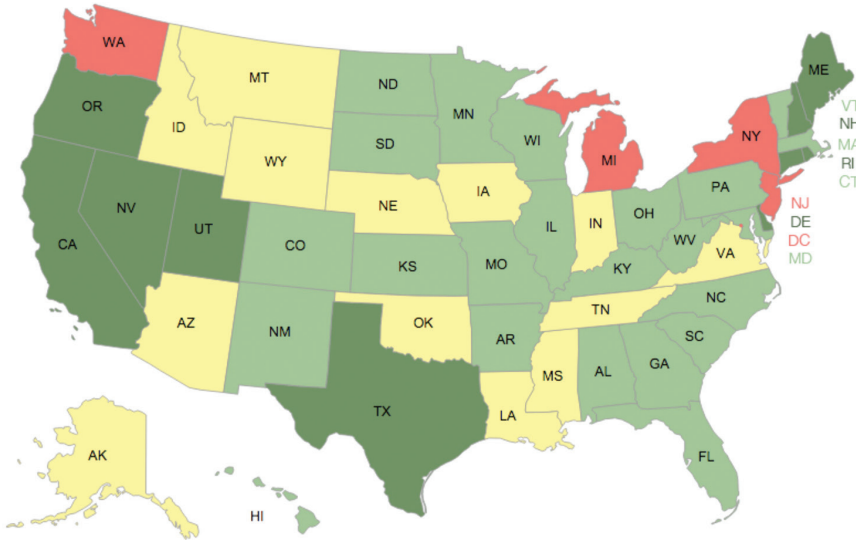 WA
MT
ND
ME
OR
ID
MN
VT
NH
SD
WI
NY
MA
WY
MI
RI
CT
IA
PA
NE
NJ
NV
IL
IN
OH
DE
UT
DC
CA
CO
WV
VA
MD
KS
MO
KY
NC
TN
AZ
OK
NM
AR
SC
MS
AL
GA
TX
LA
AK
FL
HI